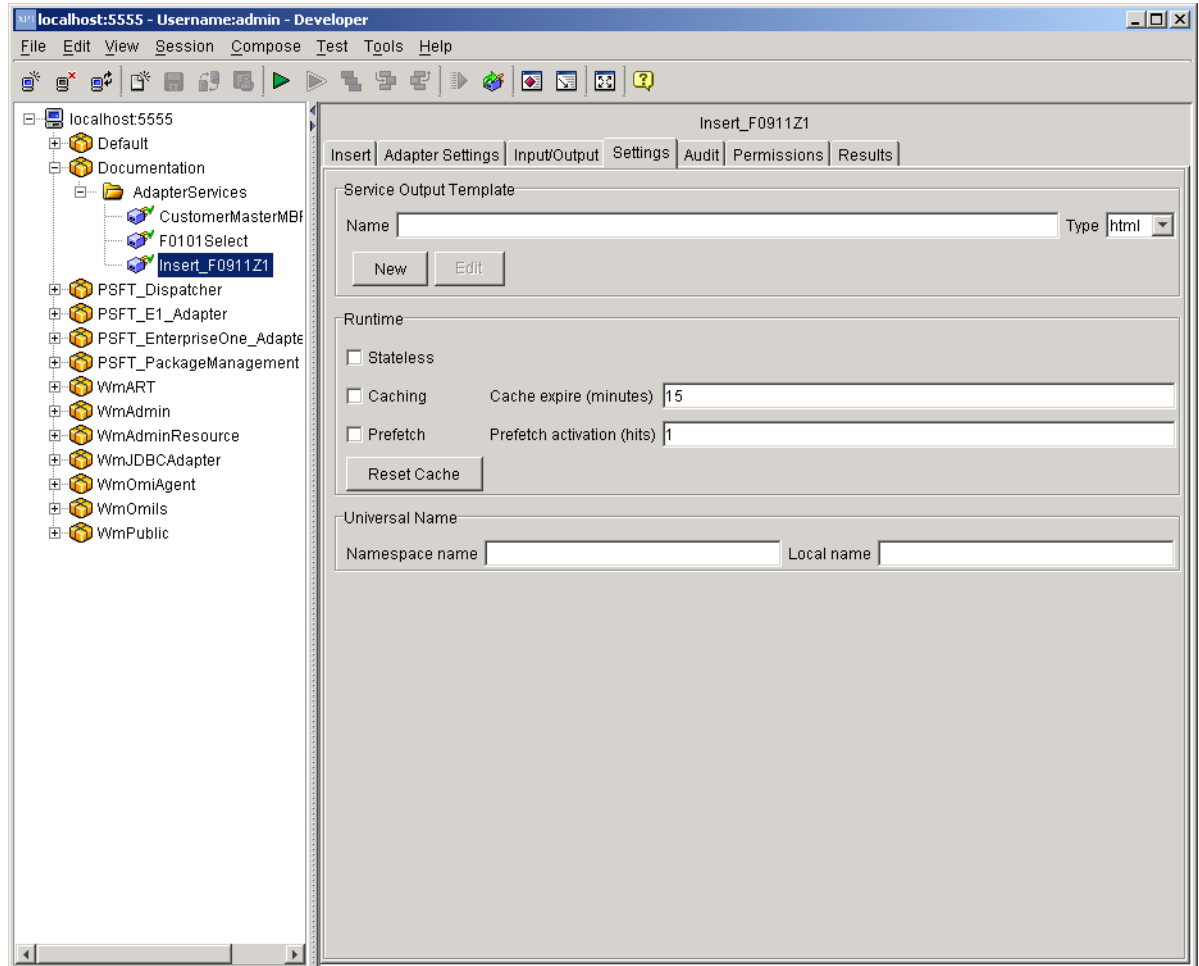 XPI localhost:5555 - Username:admin - Developer
File Edit View Session Compose Test Tools Help
localhost:5555
Default
Documentation
AdapterServices
CustomerMasterMBF
F0101Select
Insert_F0911Z1
PSFT_Dispatcher
PSFT_E1_Adapter
PSFT_EnterpriseOne_Adapte
PSFT_PackageManagement
WmART
WmAdmin
WmAdminResource
WmJDBCAdapter
WmOmiAgent
WmOmils
WmPublic
Insert_F0911Z1
Insert Adapter Settings Input/Output Settings Audit Permissions Results
Service Output Template
Name Type html
New Edit
Runtime
Stateless
Caching Cache expire (minutes) 15
Prefetch Prefetch activation (hits) 1
Reset Cache
Universal Name
Namespace name Local name